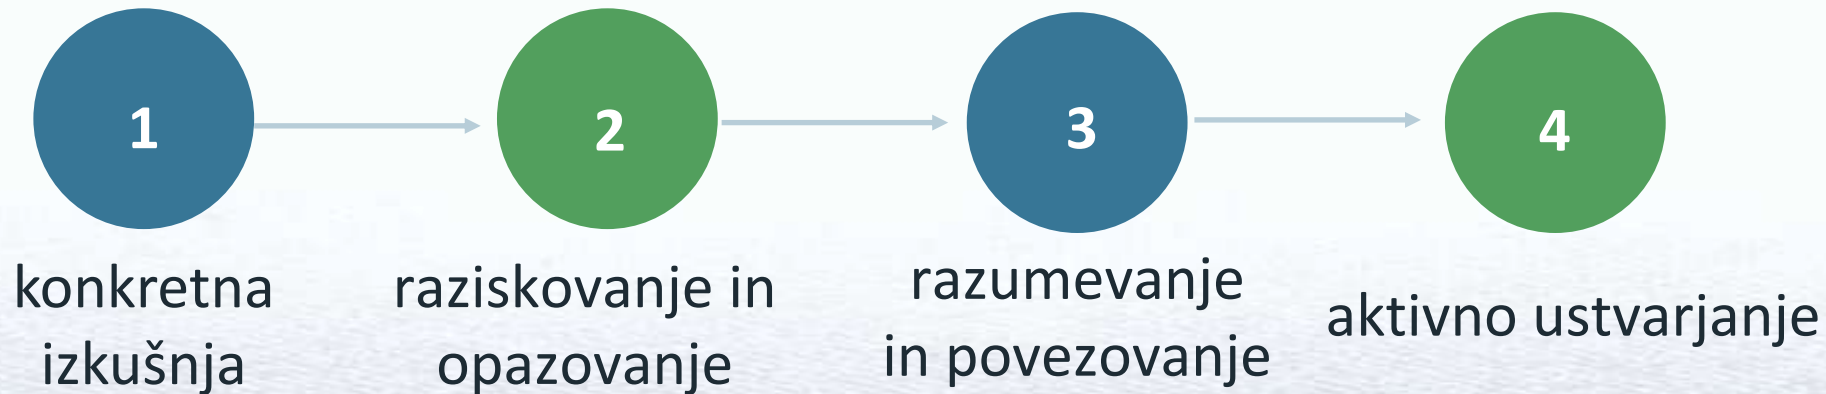 1
2
3
4
konkretna
izkušnja
raziskovanje in
opazovanje
razumevanje
in povezovanje
aktivno ustvarjanje